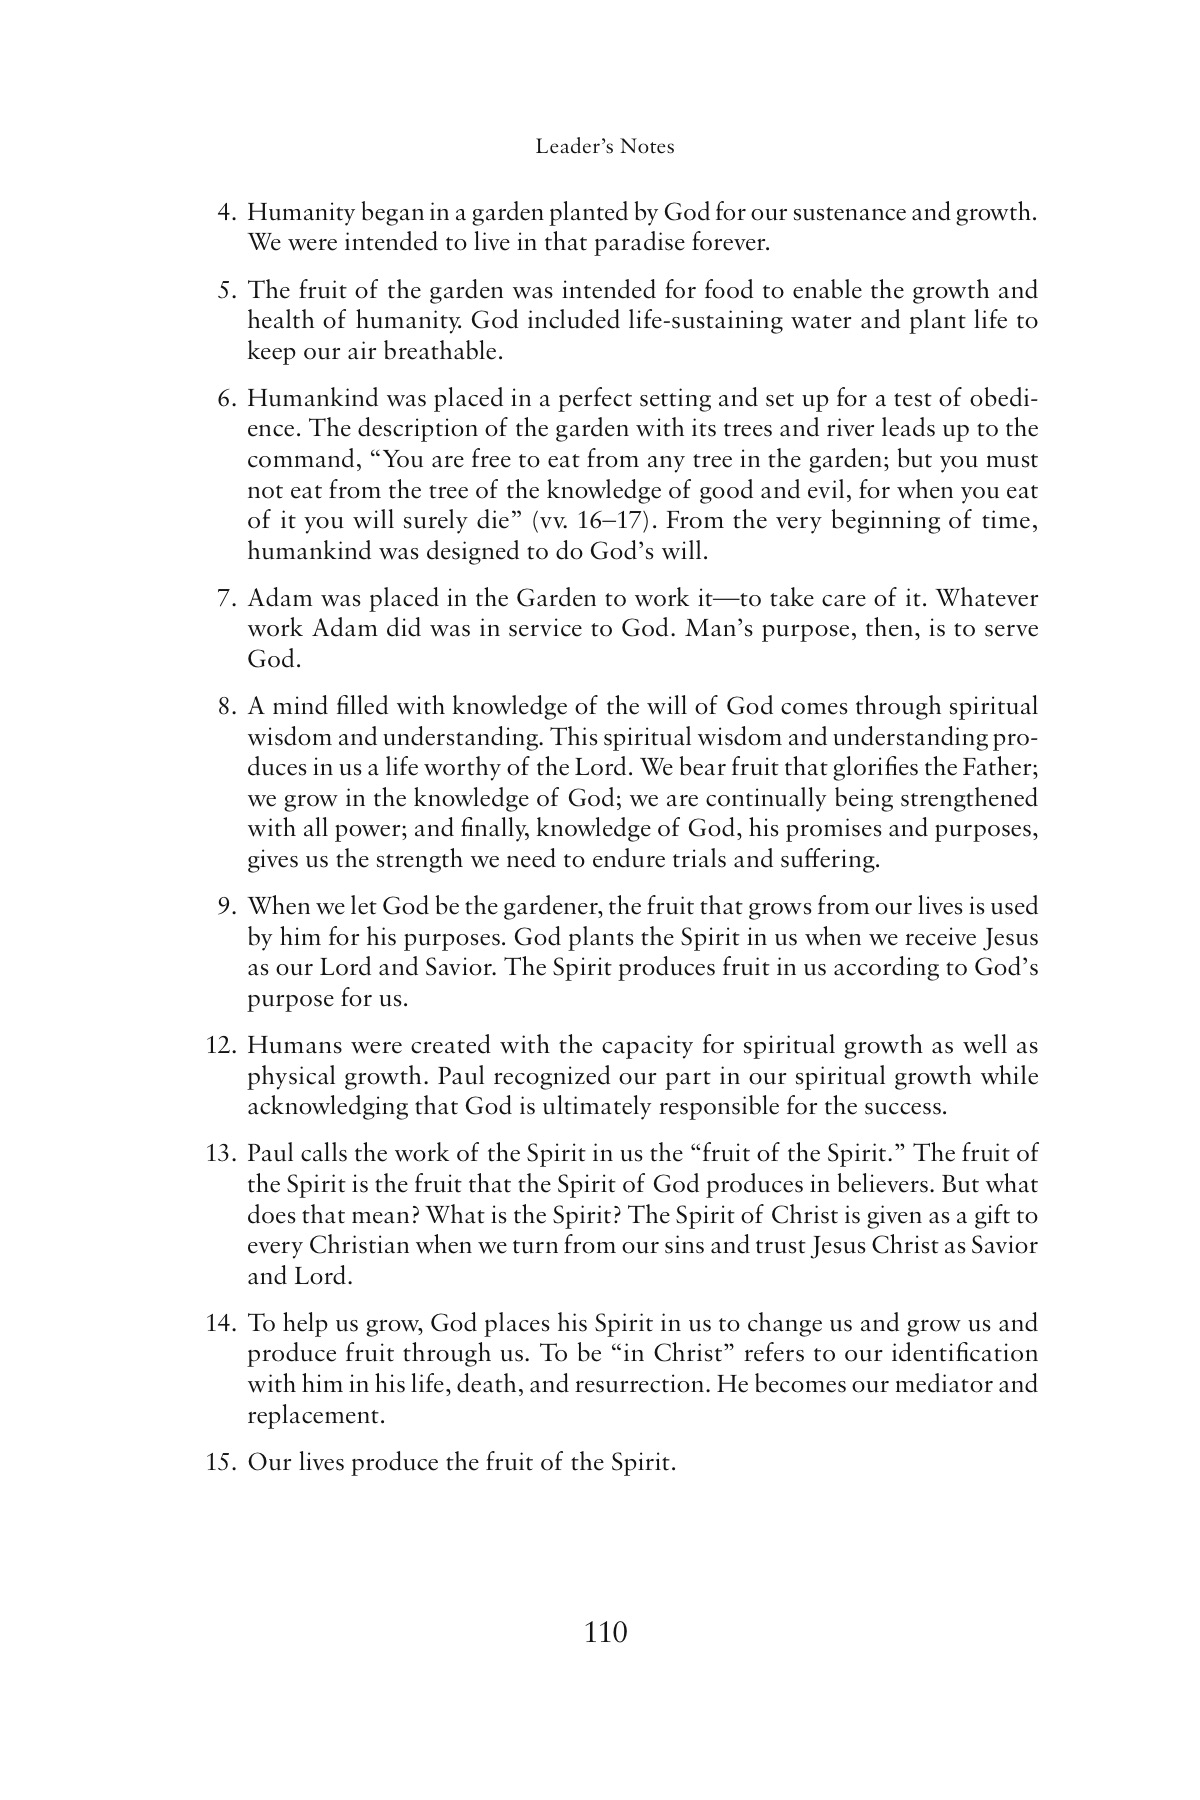 Leader’s Notes
4. Humanity began in a garden planted by God for our sustenance and growth.
We were intended to live in that paradise forever.
5. The fruit of the garden was intended for food to enable the growth and
health of humanity. God included life-sustaining water and plant life to
keep our air breathable.
6. Humankind was placed in a perfect setting and set up for a test of obedi-
ence. The description of the garden with its trees and river leads up to the
command, “You are free to eat from any tree in the garden; but you must
not eat from the tree of the knowledge of good and evil, for when you eat
of it you will surely die” (vv. 16–17). From the very beginning of time,
humankind was designed to do God’s will.
7. Adam was placed in the Garden to work it—to take care of it. Whatever
work Adam did was in service to God. Man’s purpose, then, is to serve
God.
8. A mind filled with knowledge of the will of God comes through spiritual
wisdom and understanding. This spiritual wisdom and understanding pro-
duces in us a life worthy of the Lord. We bear fruit that glorifies the Father;
we grow in the knowledge of God; we are continually being strengthened
with all power; and finally, knowledge of God, his promises and purposes,
gives us the strength we need to endure trials and suffering.
9. When we let God be the gardener, the fruit that grows from our lives is used
by him for his purposes. God plants the Spirit in us when we receive Jesus
as our Lord and Savior. The Spirit produces fruit in us according to God’s
purpose for us.
12. Humans were created with the capacity for spiritual growth as well as
physical growth. Paul recognized our part in our spiritual growth while
acknowledging that God is ultimately responsible for the success.
13. Paul calls the work of the Spirit in us the “fruit of the Spirit.” The fruit of
the Spirit is the fruit that the Spirit of God produces in believers. But what
does that mean? What is the Spirit? The Spirit of Christ is given as a gift to
every Christian when we turn from our sins and trust Jesus Christ as Savior
and Lord.
14. To help us grow, God places his Spirit in us to change us and grow us and
produce fruit through us. To be “in Christ” refers to our identification
with him in his life, death, and resurrection. He becomes our mediator and
replacement.
15. Our lives produce the fruit of the Spirit.
110